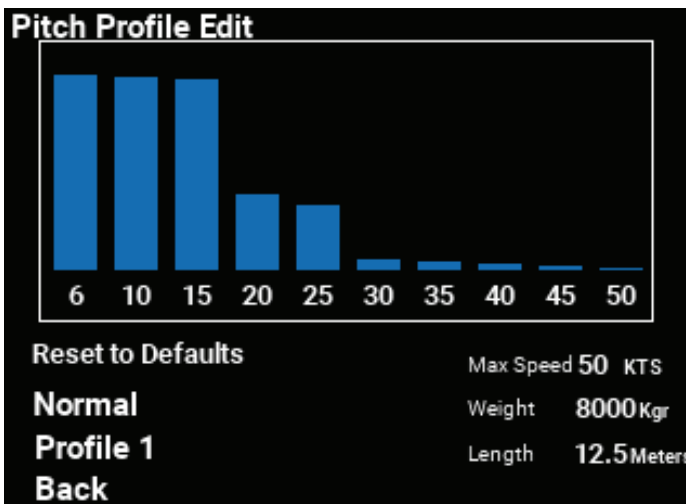 Pitch Profile Edit
6 10 15 20 25 30 35 40 45 50
Reset to Defaults
Max Speed 50 KTS
Normal
Weight 8000 Kgr
Profile 1
Length 12.5 Meters
Back